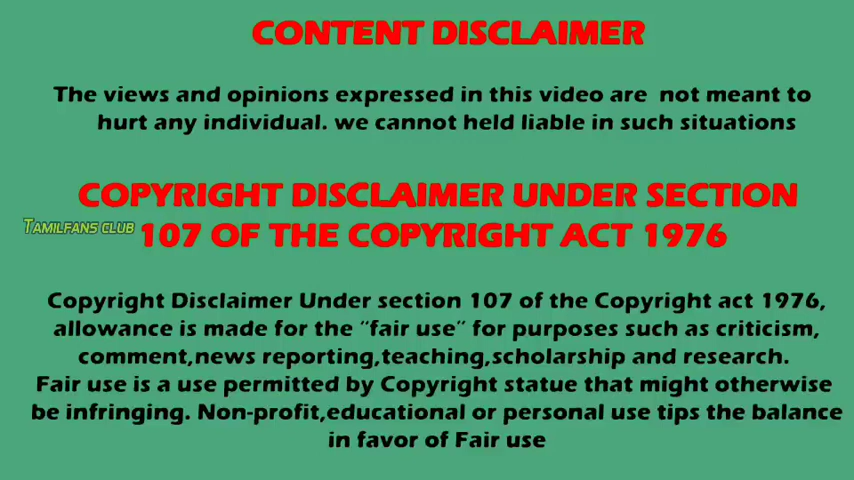 CONTENT DISCLAIMER
The views and opinions expressed in this video are not meant to
hurt any individual. we cannot held liable in such situations
COPYRIGHT DISCLAIMER UNDER SECTION
TAMILFANS CLUB
107 OF THE COPYRIGHT ACT 1976
Copyright Disclaimer Under section 107 of the Copyright act 1976,
allowance is made for the "fair use" for purposes such as criticism,
comment,news reporting,teaching,scholarship and research.
Fair use is a use permitted by Copyright statue that might otherwise
be infringing. Non-profit,educational or personal use tips the balance
in favor of Fair use